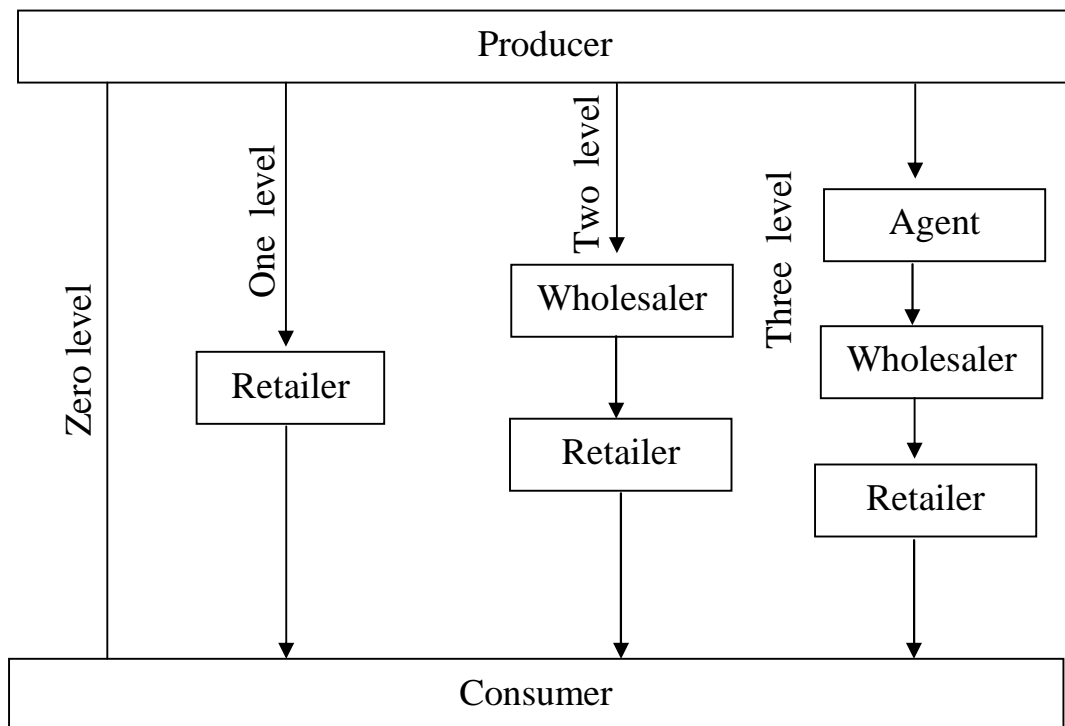 Producer
Zero level
One level
Retailer
Two level
Wholesaler
Retailer
Three level
Agent
Wholesaler
Retailer
Consumer